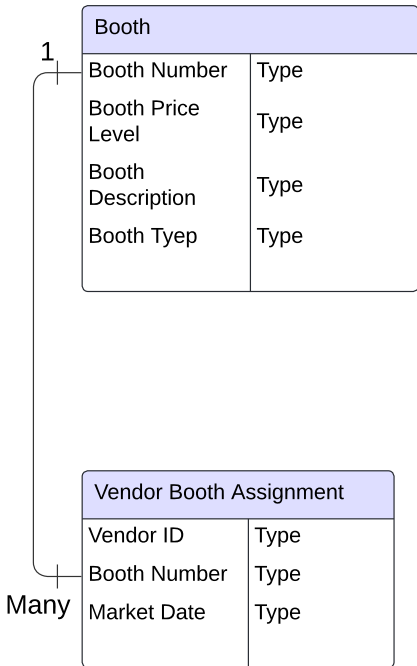 Booth
1
Booth Number Type
Booth Price
Level Type
Booth
Description Type
Booth Tyep Type
Vendor Booth Assignment
Vendor ID Type
Booth Number Type
Many
Market Date Type